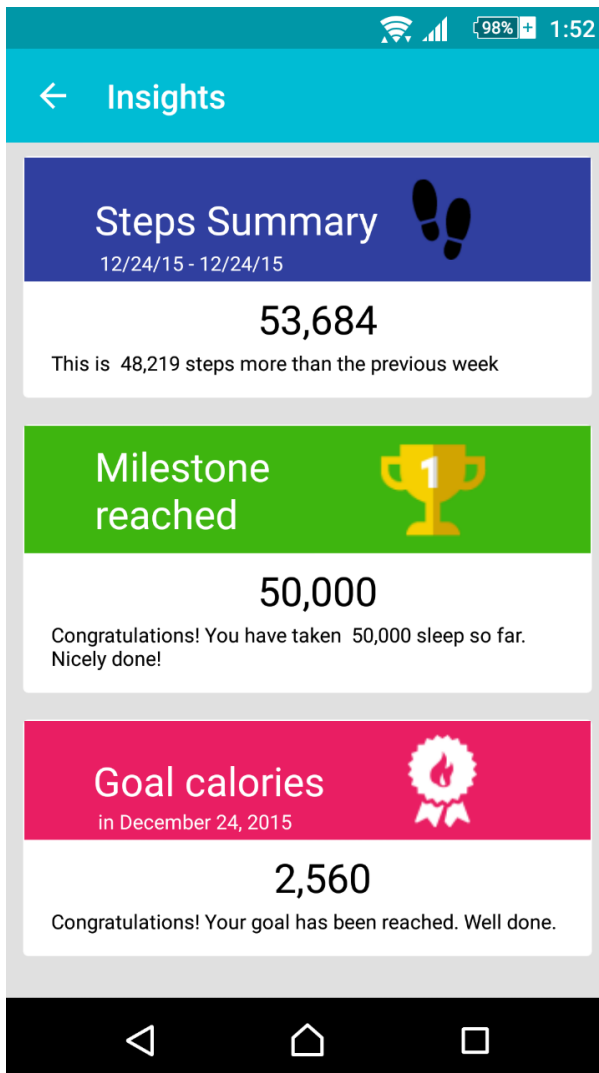 98% 1:52
Insights
Steps Summary
12/24/15 - 12/24/15
53,684
This is  48,219 steps more than the previous week
Milestone
reached
1
50,000
Congratulations! You have taken  50,000 sleep so far.
Nicely done!
Goal calories
in December 24, 2015
2,560
Congratulations! Your goal has been reached. Well done.